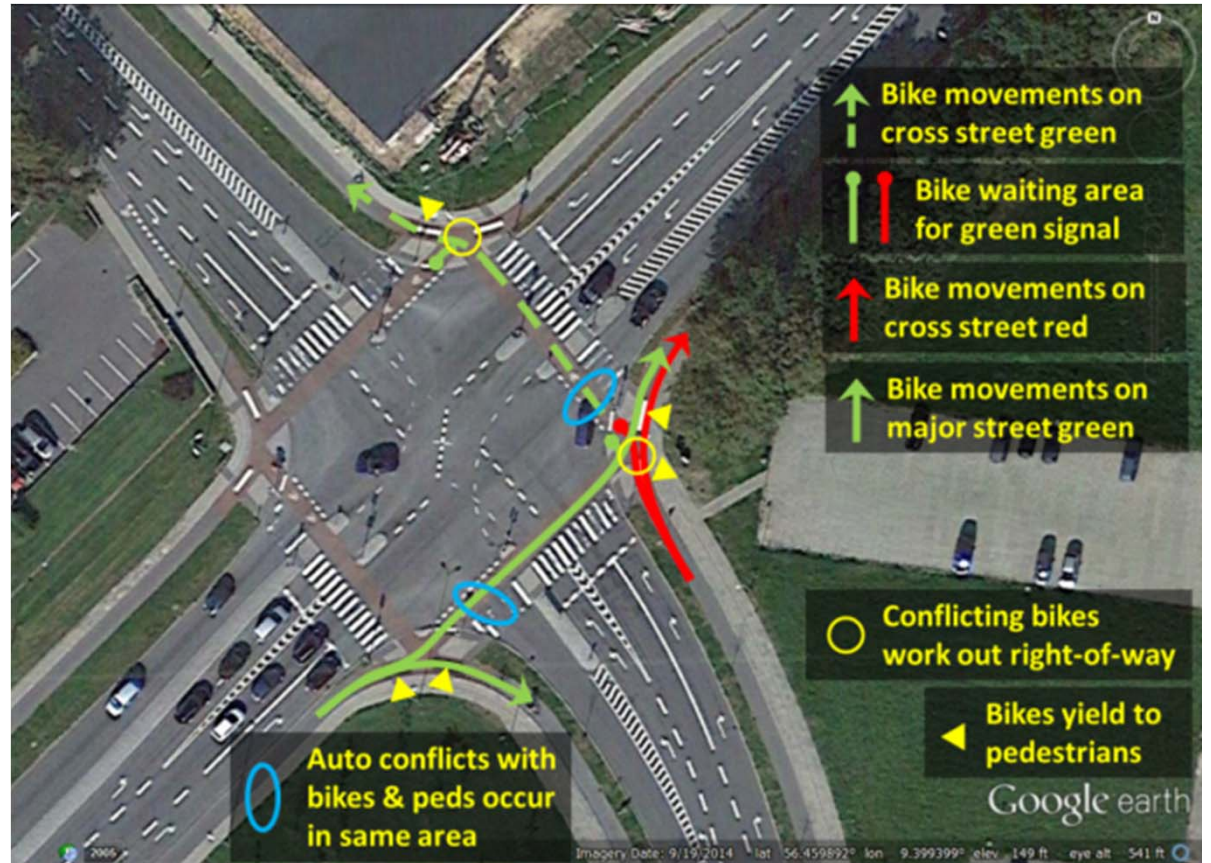 N
Bike movements on
cross street green
Bike waiting area
for green signal
Bike movements on
cross street red
Bike movements on
major street green
Conflicting bikes
work out right-of-way
Bikes yield to
pedestrians
Auto conflicts with
bikes & peds occur
in same area
Google earth
2005
Imagery Date: 9/19/2014 lat 56.459892° lon 9.399399° elev 149 ft eye alt 541 ft